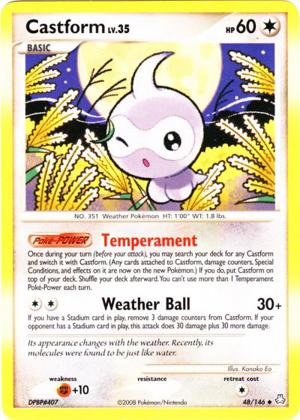 Castform LV.35 HP 60
BASIC
NO. 351 Weather Pokémon HT: 1'00" WT: 1.8 lbs.
Poké-POWER Temperament
Once during your turn (before your attack), you may search your deck for any Castform
and switch it with Castform. (Any cards attached to Castform, damage counters, Special
Conditions, and effects on it are now on the new Pokémon.) If you do, put Castform on
top of your deck. Shuffle your deck afterward. You can't use more than 1 Temperament
Poké-Power each turn.
Weather Ball 30+
If you have a Stadium card in play, remove 3 damage counters from Castform. If your
opponent has a Stadium card in play, this attack does 30 damage plus 30 more damage.
Its appearance changes with the weather. Recently, its
molecules were found to be just like water.
Illus. Kanako Eo
weakness resistance retreat cost
+10
DPBP#407 ©2008 Pokémon/Nintendo 48/146